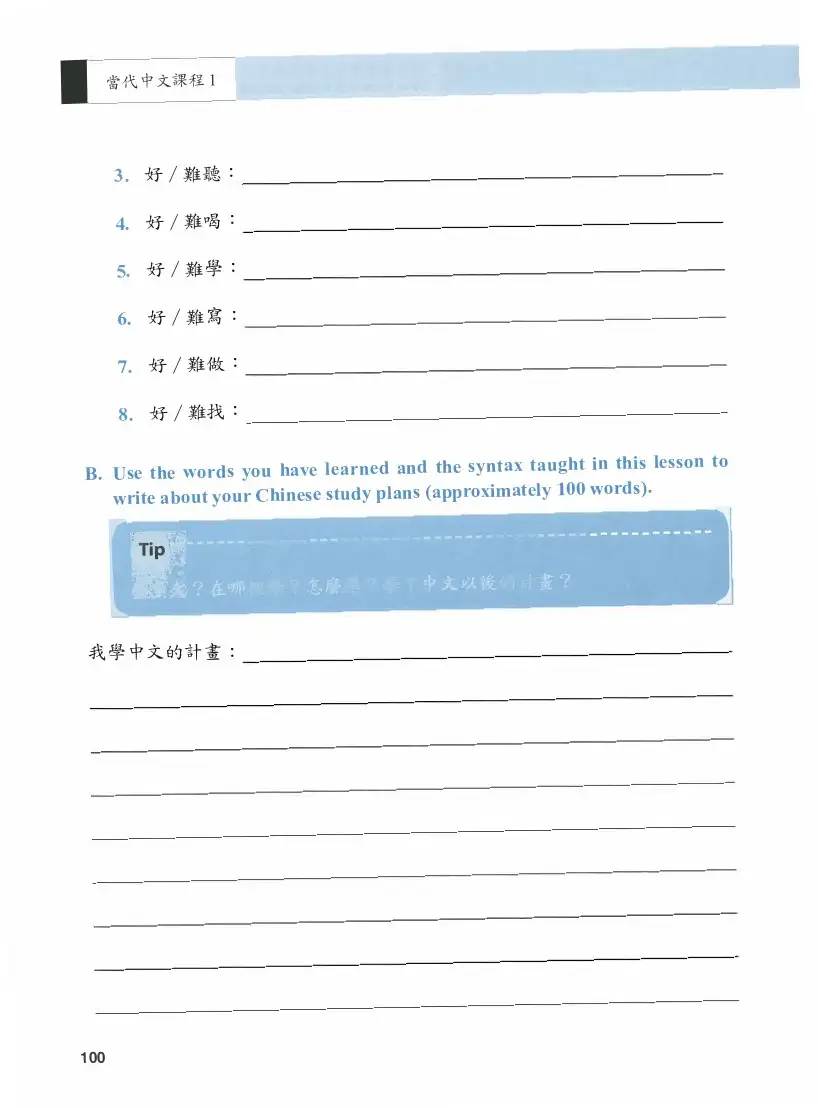 當代中文課程 1
3. 好 / 難聽：
4. 好 / 難喝：
5. 好 / 難學：
6. 好 / 難寫：
7. 好 / 難做：
8. 好 / 難找：
B. Use the words you have learned and the syntax taught in this lesson to
write about your Chinese study plans (approximately 100 words).
Tip
？在哪 怎麼 中文以後 計畫？
我學中文的計畫：
100